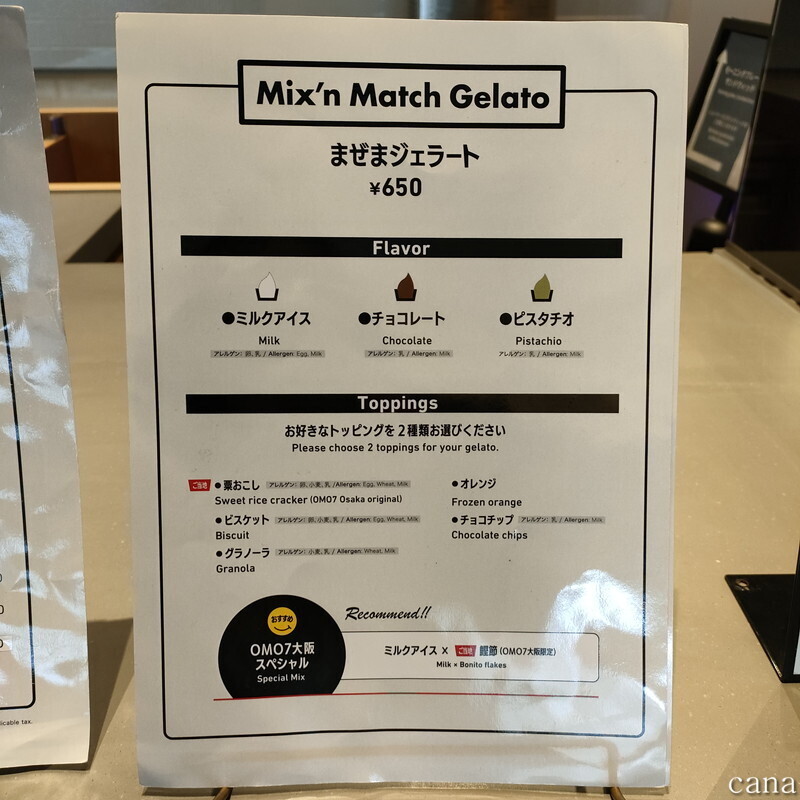 Mix'n Match Gelato
まぜまジェラート
¥650
Flavor
●ミルクアイス
Milk
アレルゲン: 卵, 乳 / Allergen: Egg, Milk
●チョコレート
Chocolate
アレルゲン: 乳 / Allergen: Milk
●ピスタチオ
Pistachio
アレルゲン: 乳 / Allergen: Milk
Toppings
お好きなトッピングを2種類お選びください
Please choose 2 toppings for your gelato.
ご当地 ●粟おこし アレルゲン: 卵, 小麦, 乳 / Allergen: Egg, Wheat, Milk
Sweet rice cracker (OMO7 Osaka original)
●ビスケット アレルゲン: 卵, 小麦, 乳 / Allergen: Egg, Wheat, Milk
Biscuit
●グラノーラ アレルゲン: 小麦, 乳 / Allergen: Wheat, Milk
Granola
●オレンジ
Frozen orange
●チョコチップ アレルゲン: 乳 / Allergen: Milk
Chocolate chips
おすすめ
OMO7大阪
スペシャル
Special Mix
Recommend!!
ミルクアイス × ご当地 鰹節 (OMO7大阪限定)
Milk × Bonito flakes
licable tax.
cana